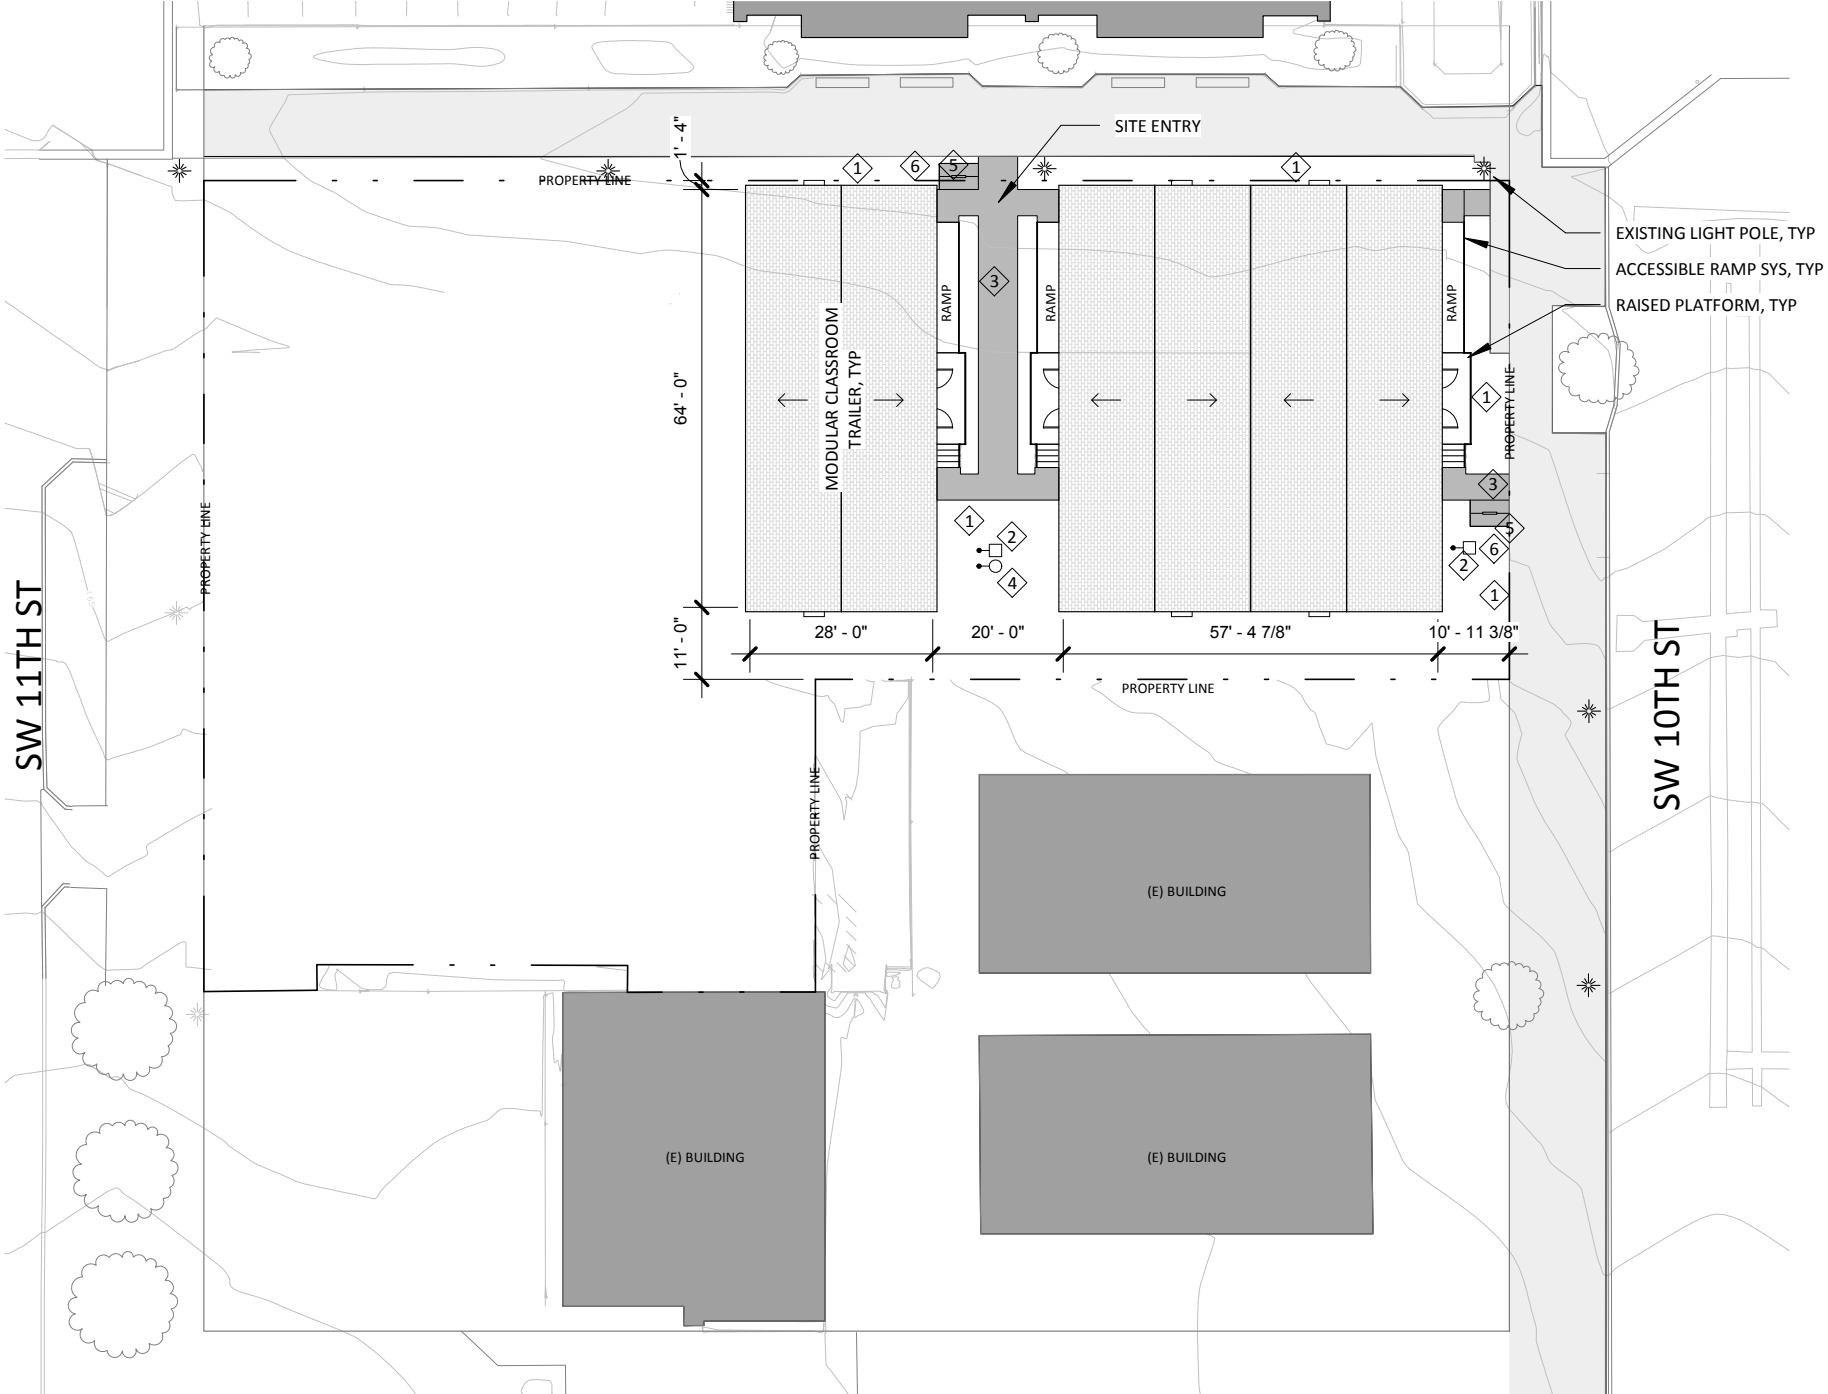 SITE ENTRY
1' - 4"
1
6
5
1
PROPERTY LINE
EXISTING LIGHT POLE, TYP
ACCESSIBLE RAMP SYS, TYP
RAISED PLATFORM, TYP
3
RAMP
RAMP
RAMP
MODULAR CLASSROOM
TRAILER, TYP
64' - 0"
1
PROPERTY LINE
3
5
6
2
1
1
2
4
PROPERTY LINE
SW 11TH ST
165
11' - 0"
28' - 0"
20' - 0"
57' - 4 7/8"
10' - 11 3/8"
PROPERTY LINE
SW 10TH ST
PROPERTY LINE
(E) BUILDING
(E) BUILDING
(E) BUILDING